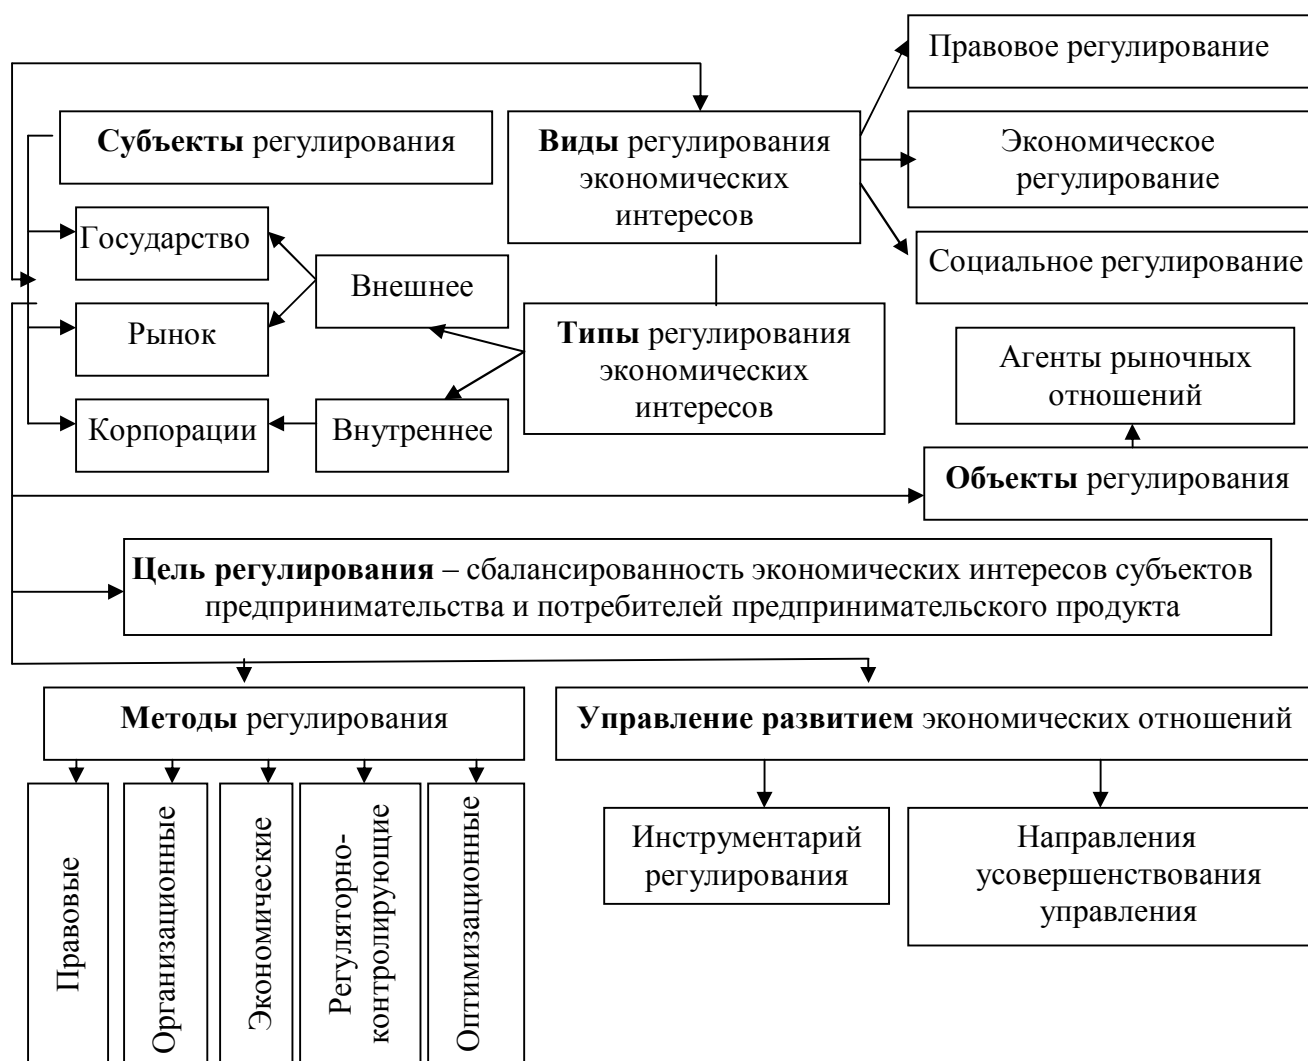 Правовое регулирование
Субъекты регулирования
Виды регулирования
экономических
интересов
Экономическое
регулирование
Государство
Внешнее
Социальное регулирование
Рынок
Типы регулирования
экономических
интересов
Агенты рыночных
отношений
Корпорации
Внутреннее
Объекты регулирования
Цель регулирования – сбалансированность экономических интересов субъектов
предпринимательства и потребителей предпринимательского продукта
Методы регулирования
Управление развитием экономических отношений
Правовые
Организационные
Экономические
Регуляторно-
контролирующие
Оптимизационные
Инструментарий
регулирования
Направления
усовершенствования
управления